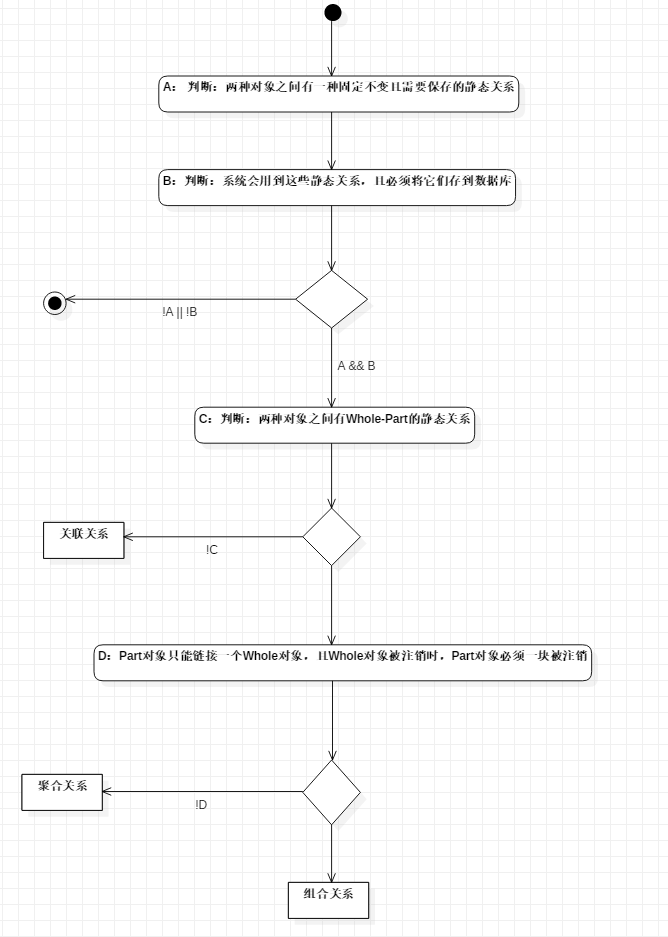 A： 判断：两种对象之间有一种固定不变且需要保存的静态关系
B：判断：系统会用到这些静态关系，且必须将它们存到数据库
!A || !B
A && B
C：判断：两种对象之间有Whole-Part的静态关系
关联关系
!C
D：Part对象只能链接一个Whole对象，且Whole对象被注销时，Part对象必须一块被注销
聚合关系
!D
组合关系